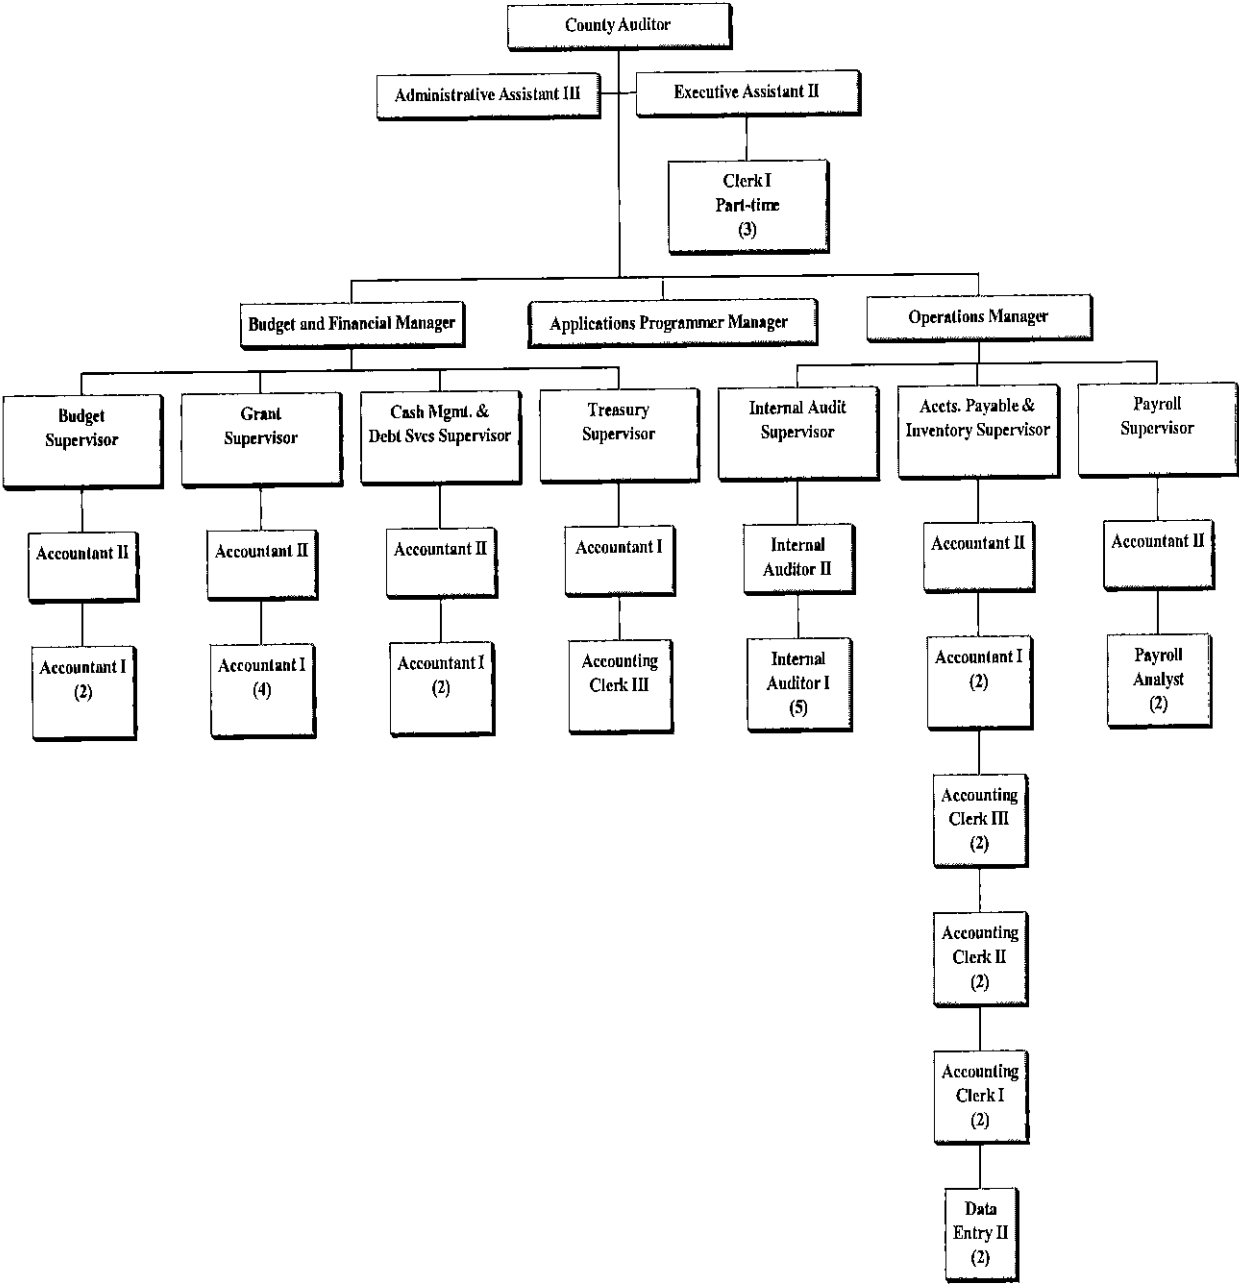 County Auditor
Administrative Assistant III
Executive Assistant II
Clerk I
Part-time
(3)
Budget and Financial Manager
Applications Programmer Manager
Operations Manager
Budget
Supervisor
Grant
Supervisor
Cash Mgmt. &
Debt Svcs Supervisor
Treasury
Supervisor
Internal Audit
Supervisor
Accts. Payable &
Inventory Supervisor
Payroll
Supervisor
Accountant II
Accountant II
Accountant II
Accountant I
Internal
Auditor II
Accountant II
Accountant II
Accountant I
(2)
Accountant I
(4)
Accountant I
(2)
Accounting
Clerk III
Internal
Auditor I
(5)
Accountant I
(2)
Payroll
Analyst
(2)
Accounting
Clerk III
(2)
Accounting
Clerk II
(2)
Accounting
Clerk I
(2)
Data
Entry II
(2)